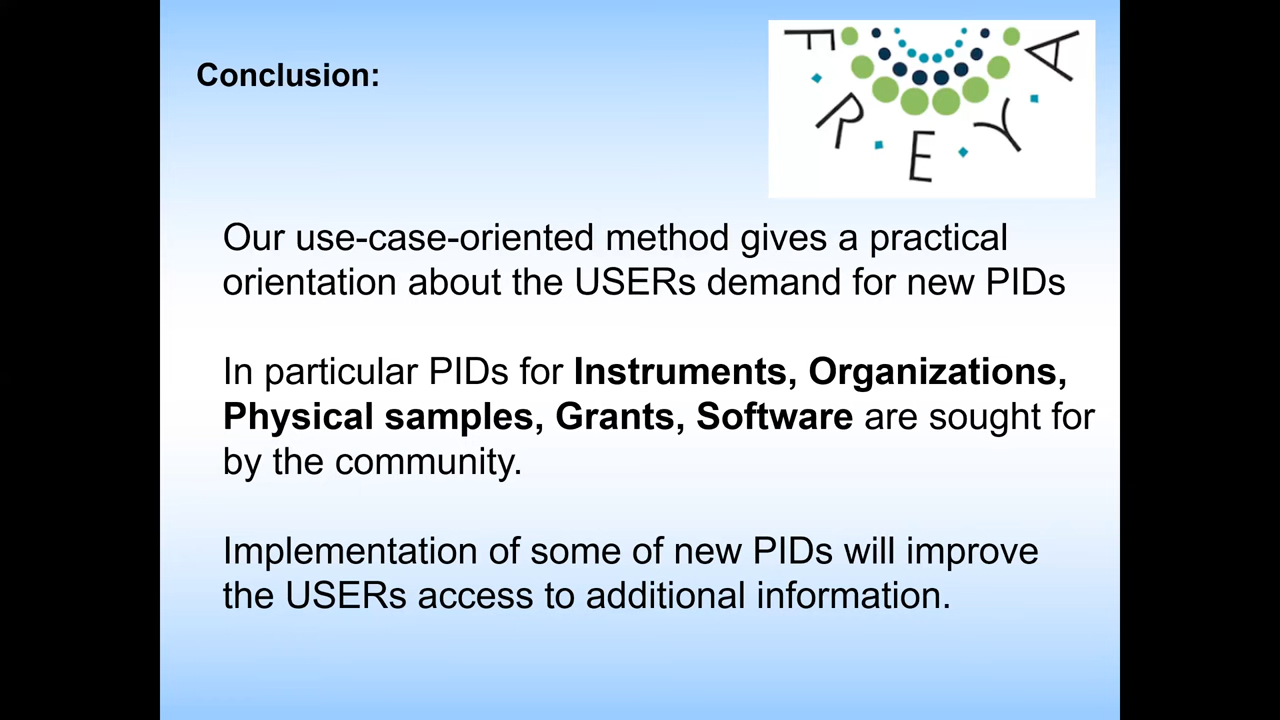 Conclusion:
FREYA
Our use-case-oriented method gives a practical
orientation about the USERs demand for new PIDs
In particular PIDs for Instruments, Organizations,
Physical samples, Grants, Software are sought for
by the community.
Implementation of some of new PIDs will improve
the USERs access to additional information.